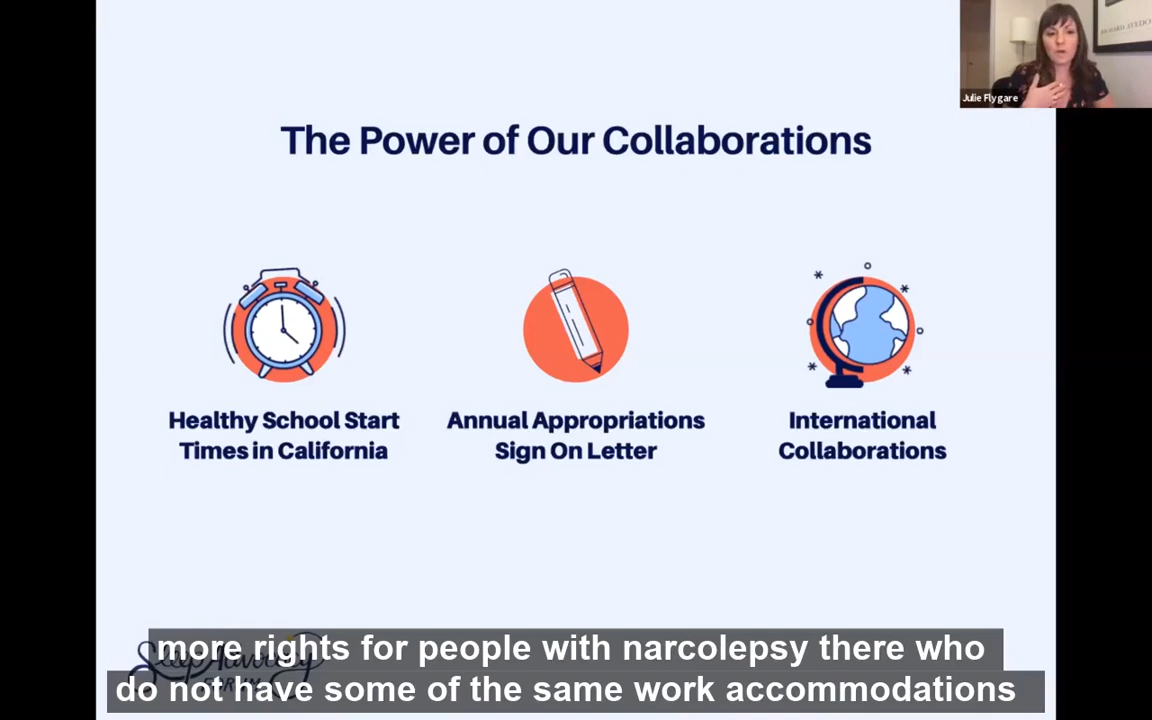 Julie Flygare
The Power of Our Collaborations
Healthy School Start
Times in California
Annual Appropriations
Sign On Letter
International
Collaborations
more rights for people with narcolepsy there who
do not have some of the same work accommodations